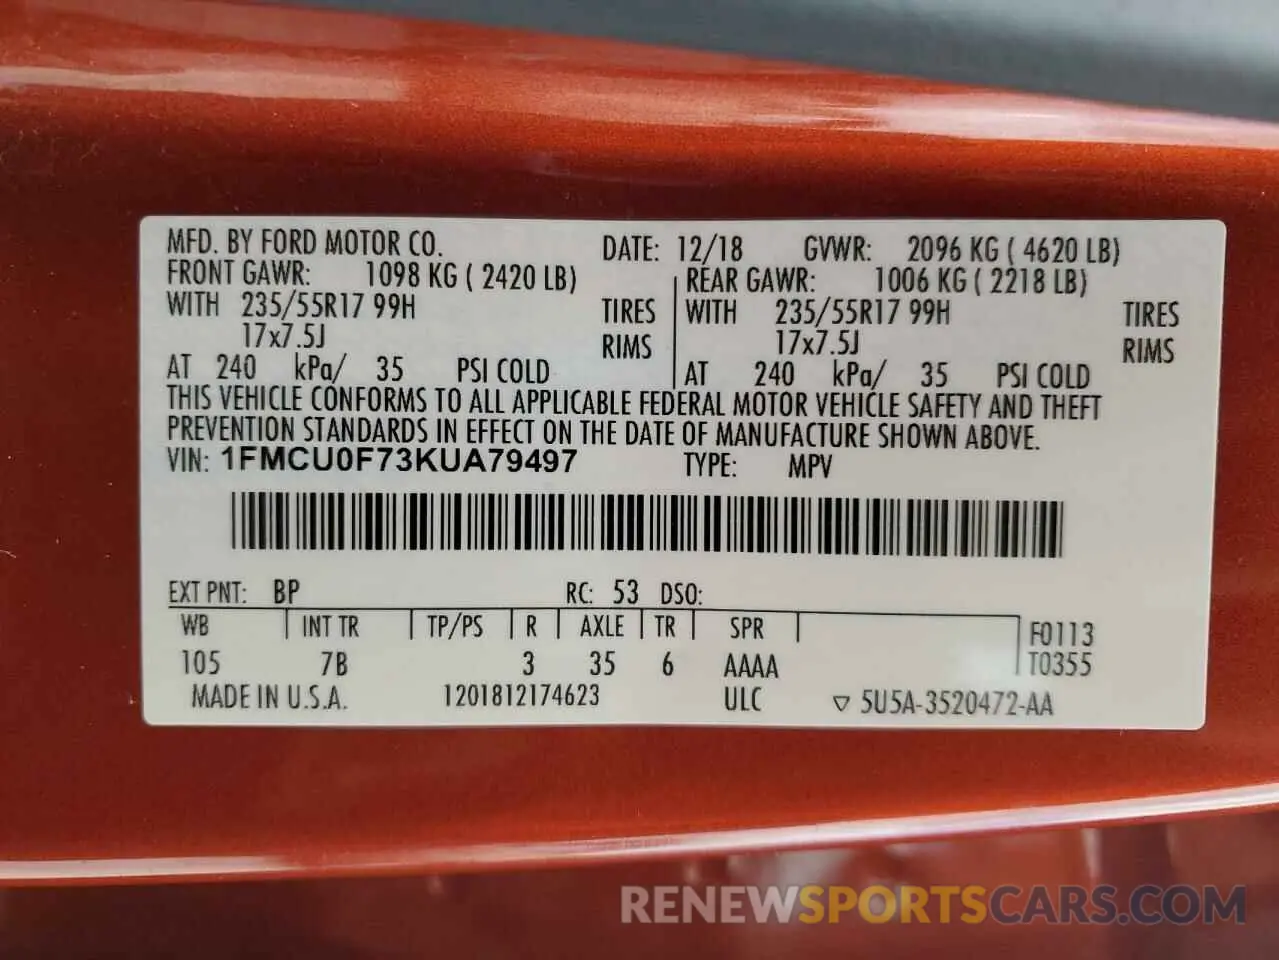 MFD. BY FORD MOTOR CO. DATE: 12/18 GVWR: 2096 KG ( 4620 LB)
FRONT GAWR: 1098 KG ( 2420 LB) REAR GAWR: 1006 KG ( 2218 LB)
WITH 235/55R17 99H TIRES WITH 235/55R17 99H TIRES
17x7.5J RIMS 17x7.5J RIMS
AT 240 kPa/ 35 PSI COLD AT 240 kPa/ 35 PSI COLD
THIS VEHICLE CONFORMS TO ALL APPLICABLE FEDERAL MOTOR VEHICLE SAFETY AND THEFT
PREVENTION STANDARDS IN EFFECT ON THE DATE OF MANUFACTURE SHOWN ABOVE.
VIN: 1FMCU0F73KUA79497 TYPE: MPV
EXT PNT: BP RC: 53 DSO:
WB INT TR TP/PS R AXLE TR SPR F0113
105 7B 3 35 6 AAAA T0355
MADE IN U.S.A. 1201812174623 ULC ▽ 5U5A-3520472-AA
RENEWSPORTSCARS.COM